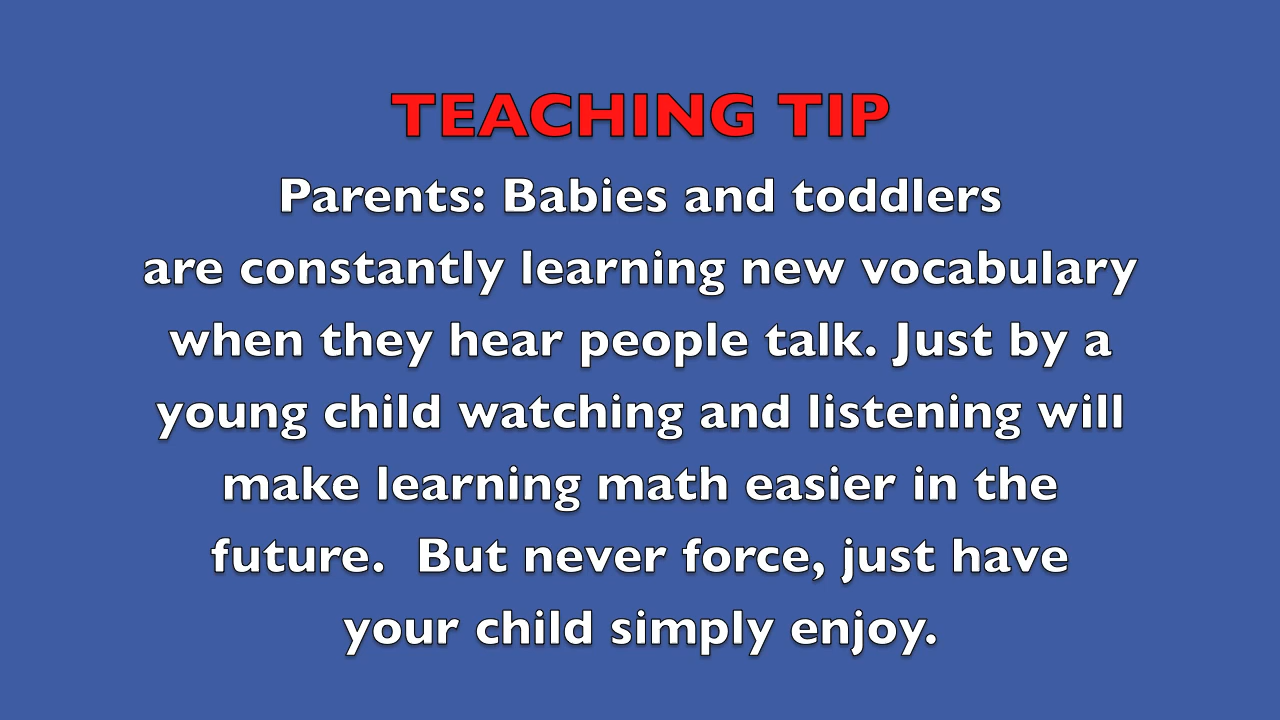 TEACHING TIP
Parents: Babies and toddlers
are constantly learning new vocabulary
when they hear people talk. Just by a
young child watching and listening will
make learning math easier in the
future.  But never force, just have
your child simply enjoy.